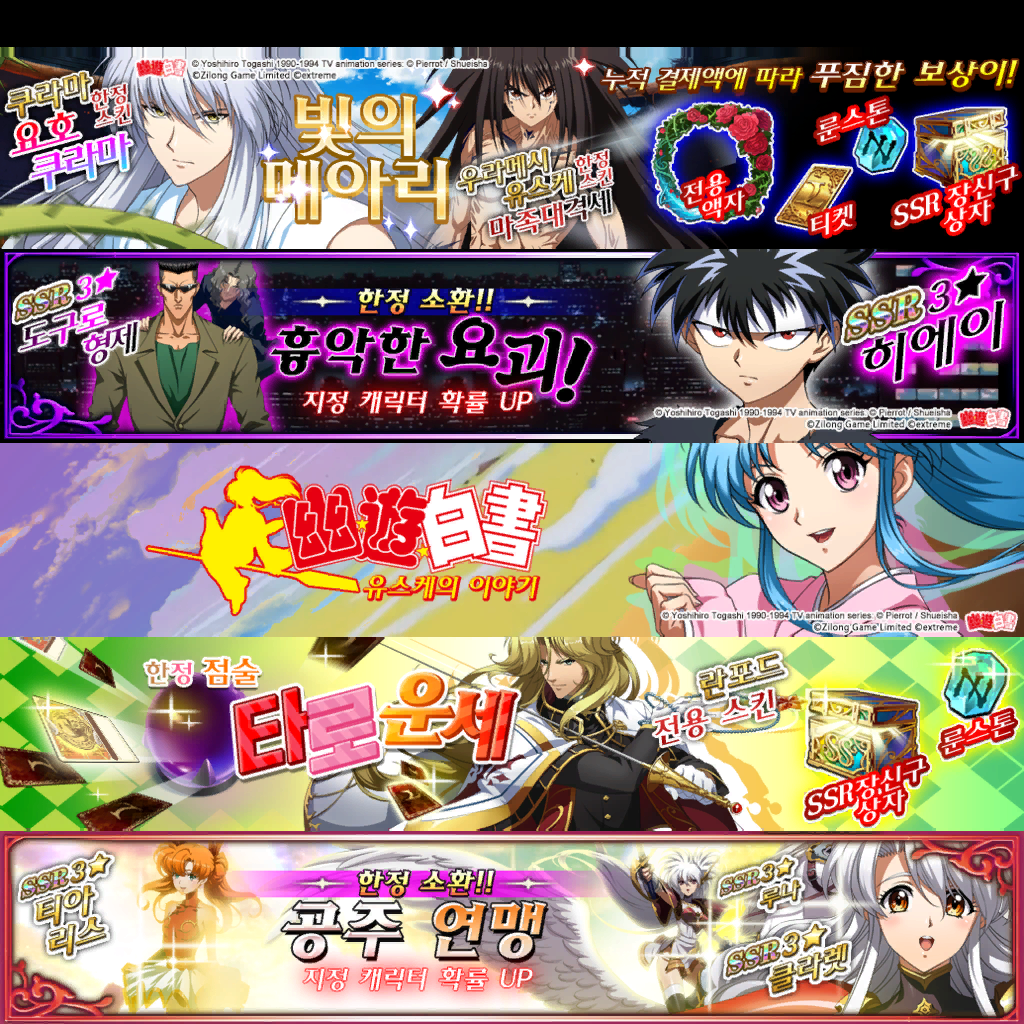 幽遊白書
© Yoshihiro Togashi 1990-1994 TV animation series: © Pierrot / Shueisha
©Zilong Game Limited ©extreme
쿠라마 한정 스킨
요호
쿠라마
빛의
메아리
우라메시
유스케 한정 스킨
마족대격세
누적 결제액에 따라 푸짐한 보상이!
전용
액자
티켓
룬스톤
SSR 장신구
상자
SSR 3★
도구로
형제
한정 소환!!
흉악한 요괴!
지정 캐릭터 확률 UP
SSR 3★
히에이
© Yoshihiro Togashi 1990-1994 TV animation series: © Pierrot / Shueisha
©Zilong Game Limited ©extreme
幽遊白書
幽★遊★白書
유스케의 이야기
© Yoshihiro Togashi 1990-1994 TV animation series: © Pierrot / Shueisha
©Zilong Game Limited ©extreme
幽遊白書
한정 점술
타로 운세
란포드
전용 스킨
SSR장신구
상자
룬스톤
SSR3★
티아
리스
한정 소환!!
공주 연맹
지정 캐릭터 확률 UP
SSR3★
루나
SSR3★
클라렛